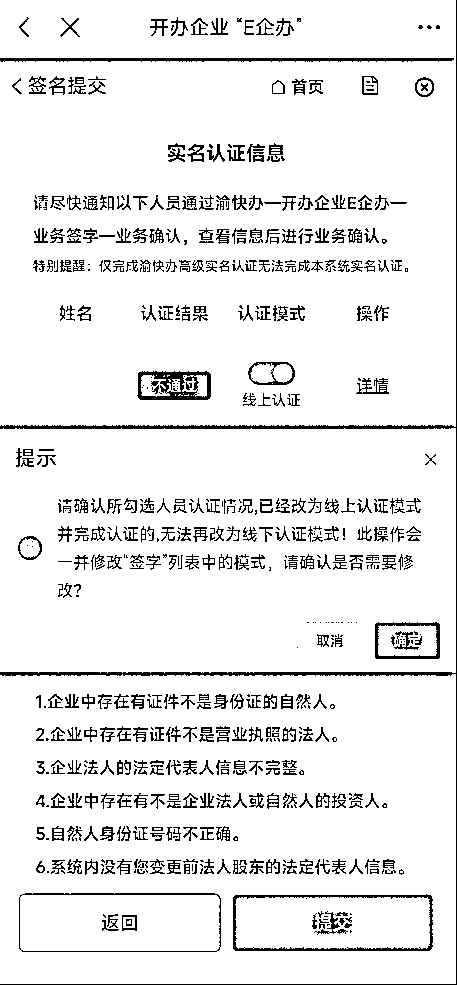 开办企业 “E企办”
签名提交
首页
实名认证信息
请尽快通知以下人员通过渝快办—开办企业E企办—
业务签字—业务确认，查看信息后进行业务确认。
特别提醒：仅完成渝快办高级实名认证无法完成本系统实名认证。
姓名 认证结果 认证模式 操作
不通过
线上认证
详情
提示
请确认所勾选人员认证情况,已经改为线上认证模式
并完成认证的,无法再改为线下认证模式！此操作会
一并修改“签字”列表中的模式，请确认是否需要修
改？
取消 确定
1.企业中存在有证件不是身份证的自然人。
2.企业中存在有证件不是营业执照的法人。
3.企业法人的法定代表人信息不完整。
4.企业中存在有不是企业法人或自然人的投资人。
5.自然人身份证号码不正确。
6.系统内没有您变更前法人股东的法定代表人信息。
返回 提交